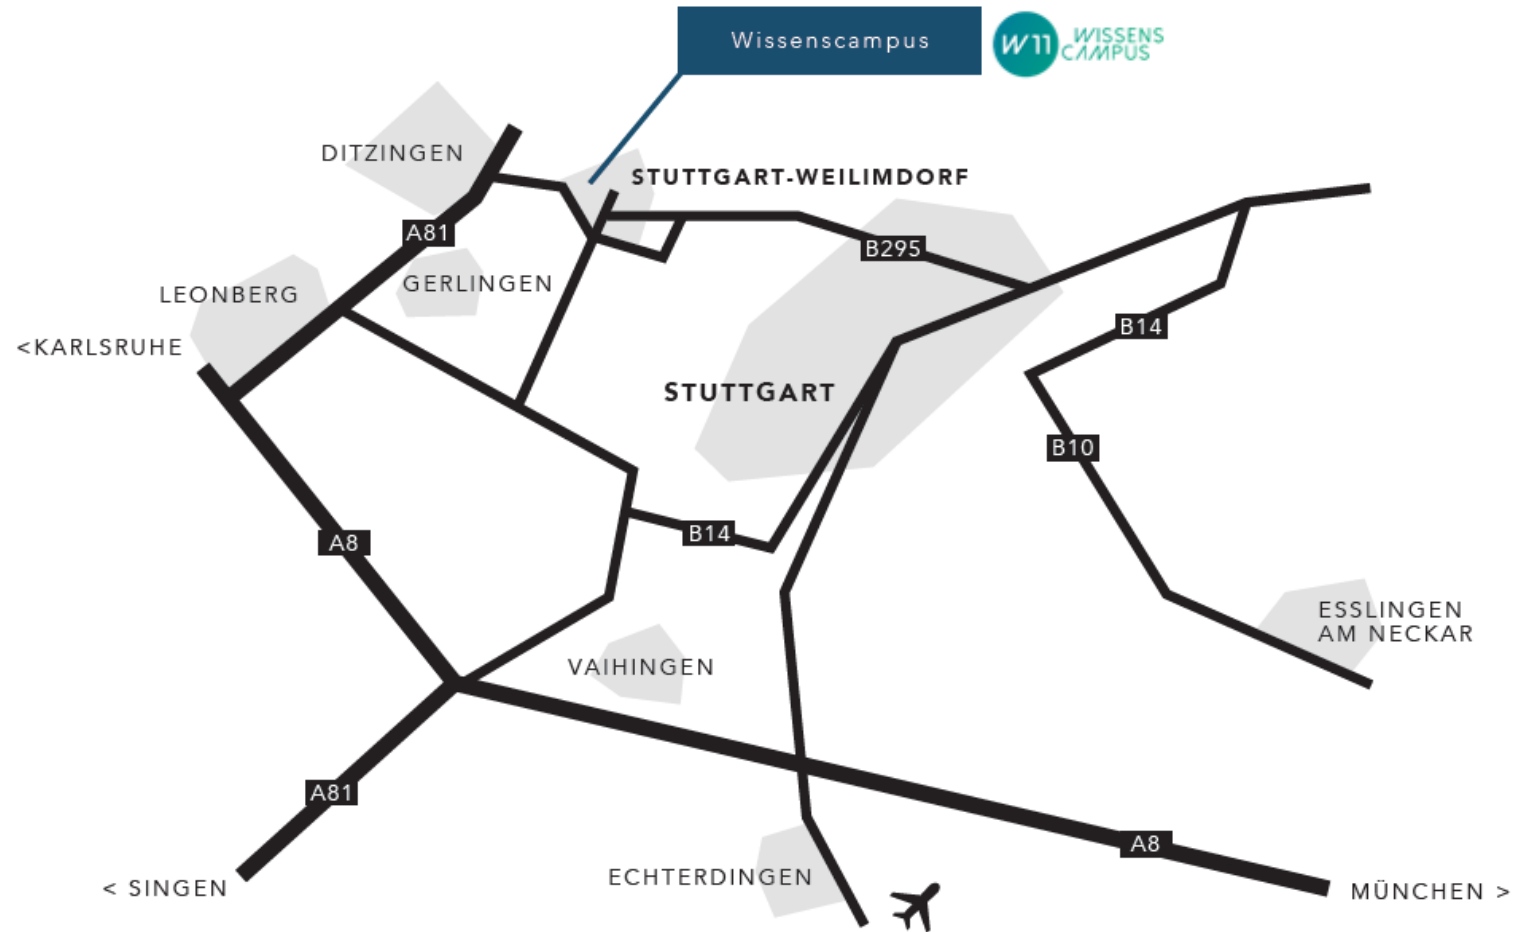 Wissenscampus
W11
WISSENS
CAMPUS
DITZINGEN
STUTTGART-WEILIMDORF
A81
B295
GERLINGEN
LEONBERG
<KARLSRUHE
B14
STUTTGART
B10
A8
B14
ESSLINGEN
AM NECKAR
VAIHINGEN
A81
A8
ECHTERDINGEN
< SINGEN
MÜNCHEN >